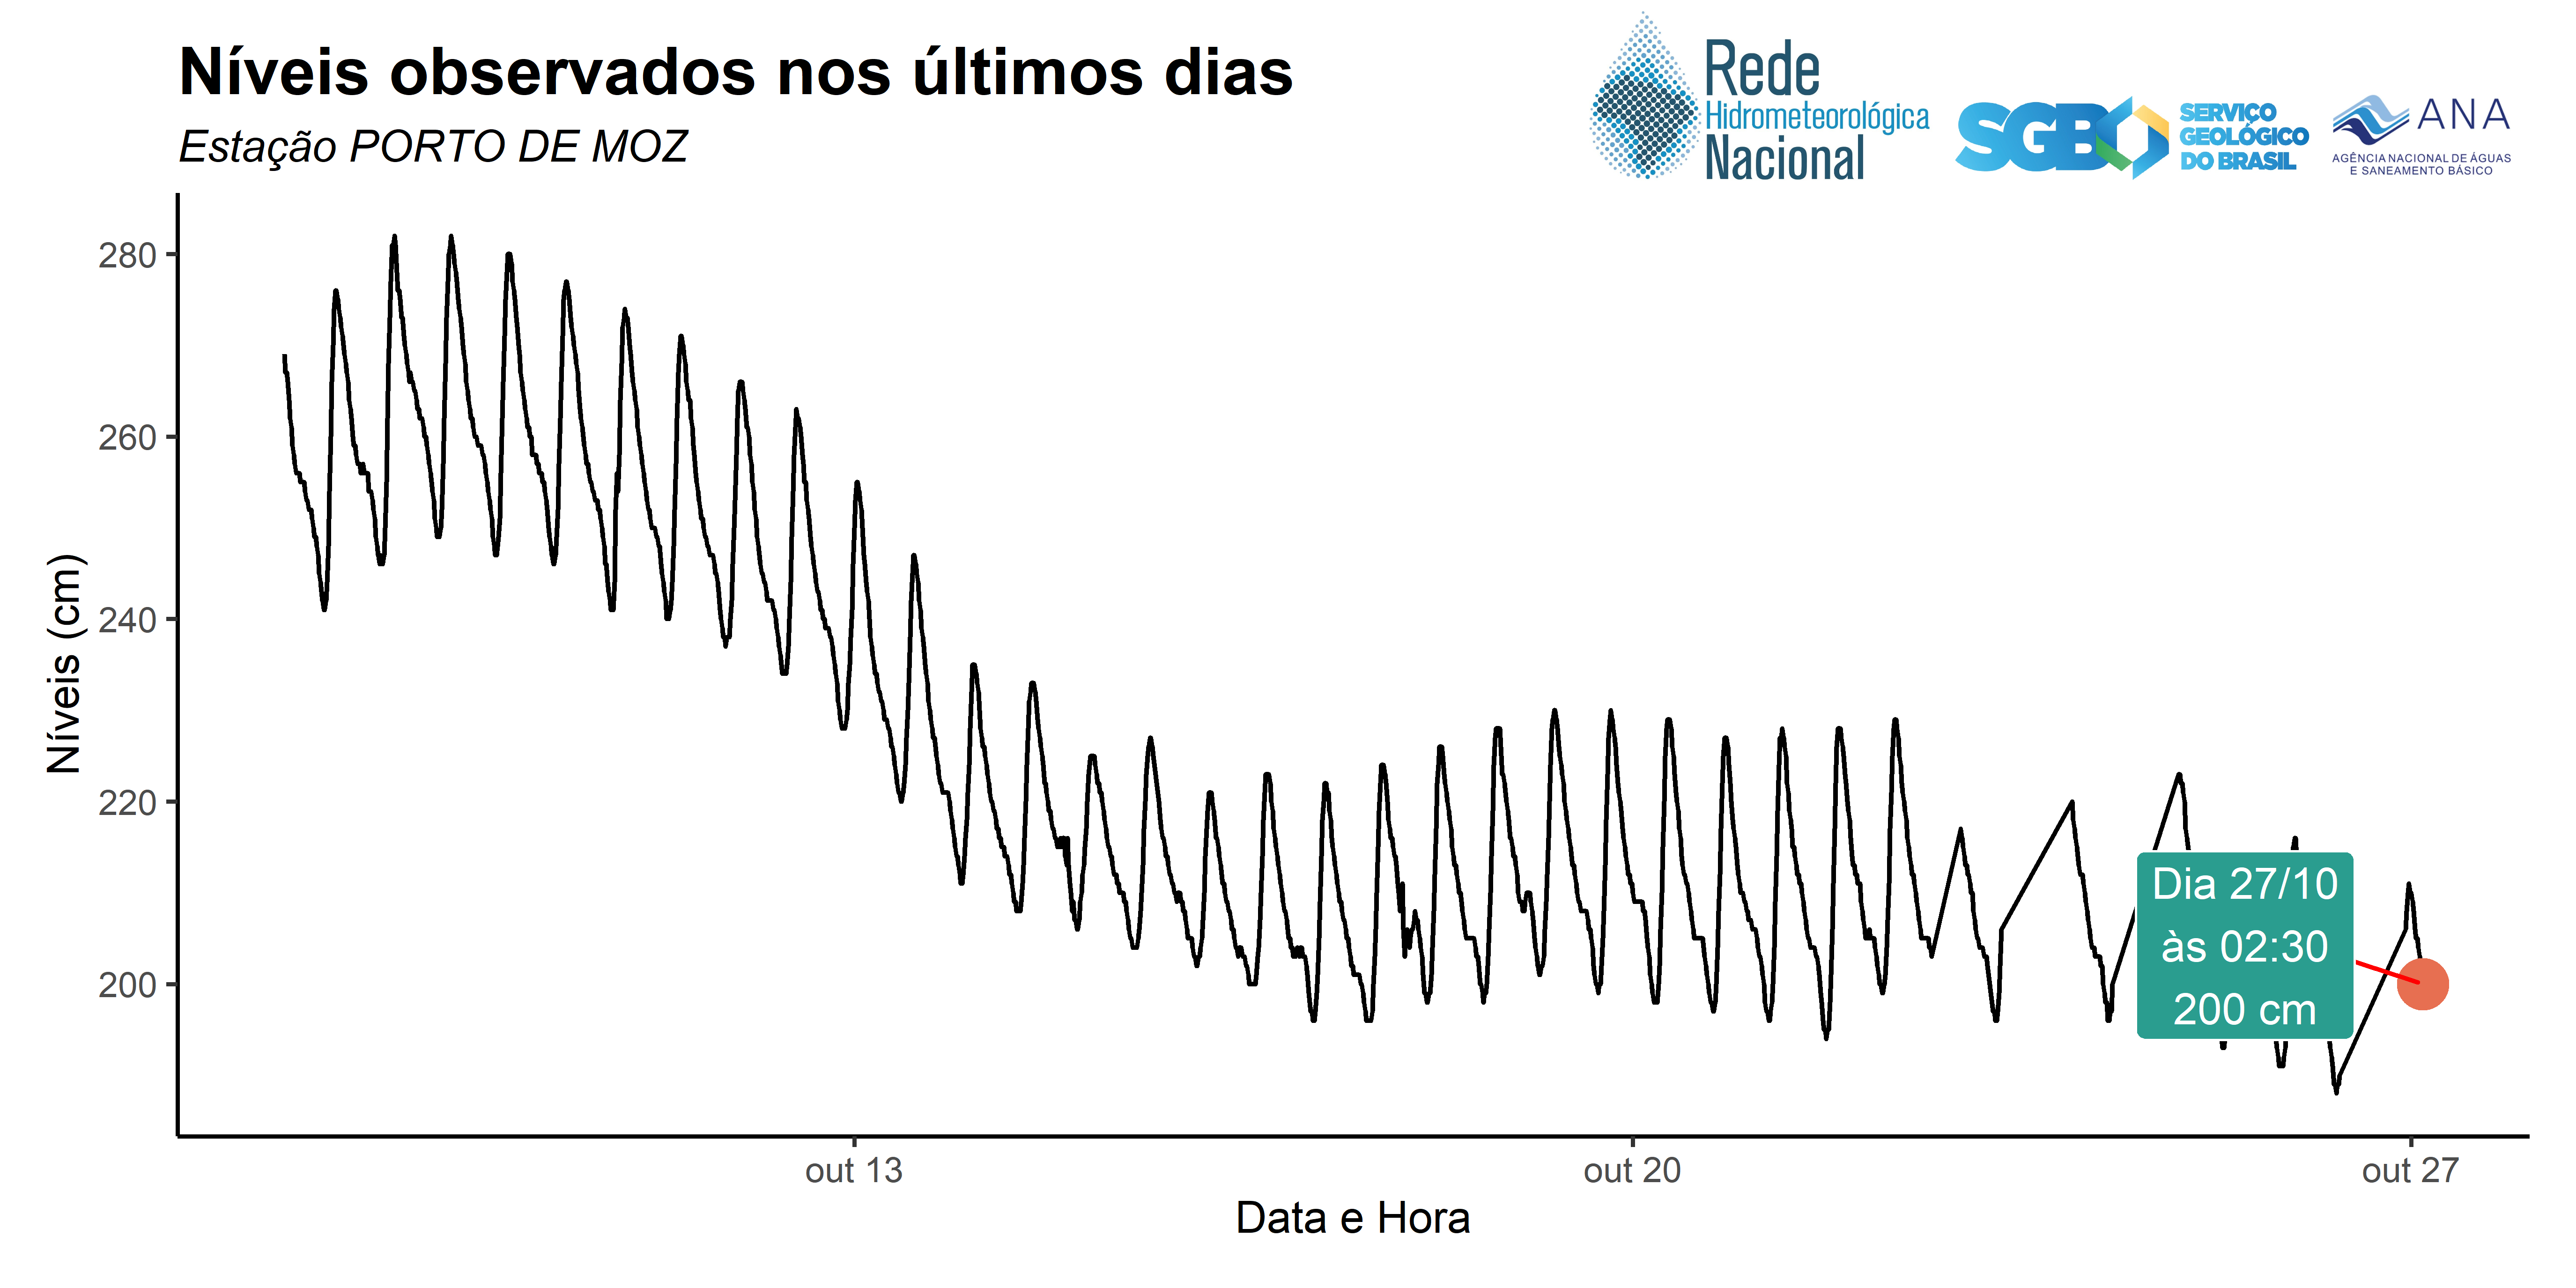 Níveis observados nos últimos dias
Estação PORTO DE MOZ
Rede
Hidrometeorológica
Nacional
SGB
SERVIÇO
GEOLÓGICO
DO BRASIL
ANA
AGÊNCIA NACIONAL DE ÁGUAS
E SANEAMENTO BÁSICO
Níveis (cm)
280
260
240
220
200
Dia 27/10
às 02:30
200 cm
out 13
out 20
out 27
Data e Hora